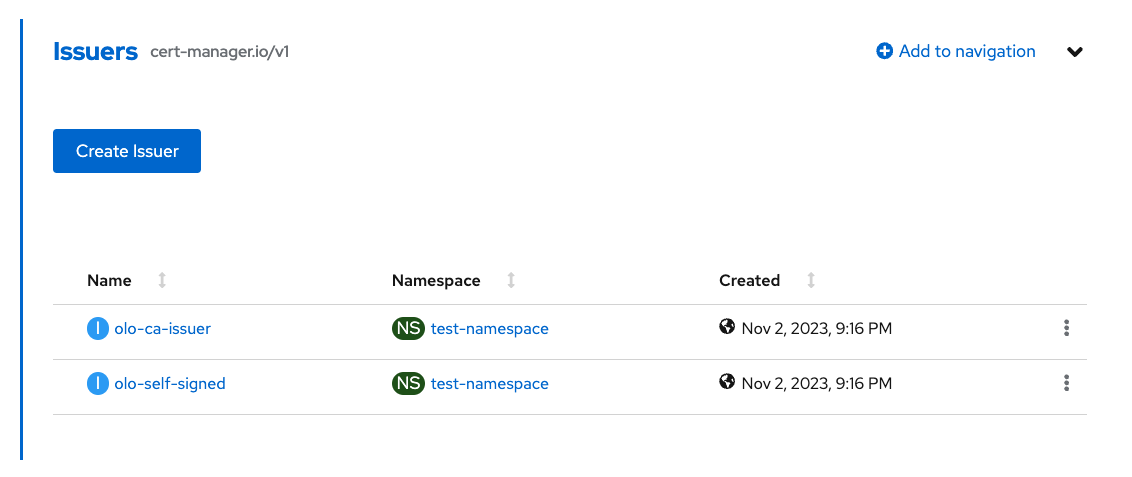 Issuers cert-manager.io/v1 Add to navigation
Create Issuer
Name Namespace Created
I olo-ca-issuer NS test-namespace Nov 2, 2023, 9:16 PM
I olo-self-signed NS test-namespace Nov 2, 2023, 9:16 PM